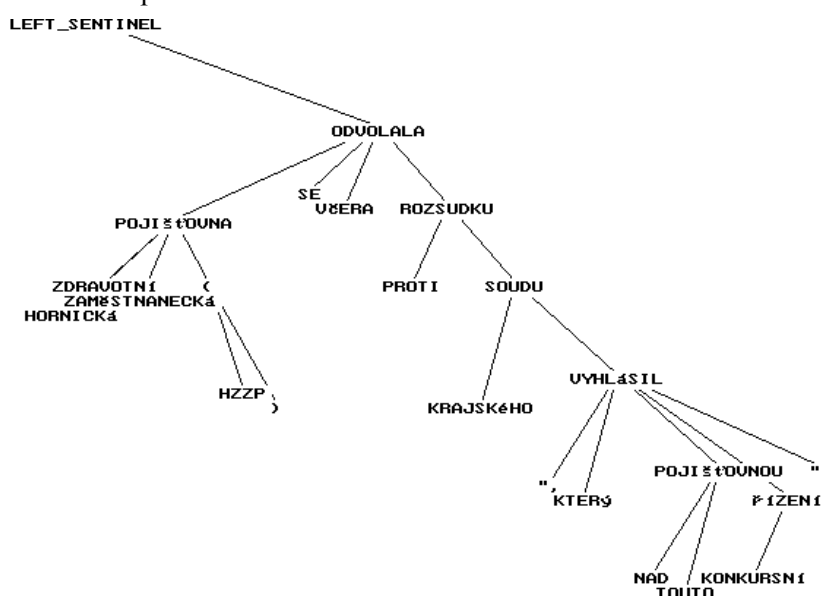 LEFT_SENTINEL
ODVOLALA
SE
VčERA
ROZSUDKU
POJIšťOVNA
ZDRAVOTNí
(
ZAMěSTNANECKá
HORNICKá
PROTI
SOUDU
HZZP
)
KRAJSKéHO
VYHLáSIL
",
KTERý
POJIšťOVNOU
"
říZENí
NAD
TOUTO
KONKURSNí